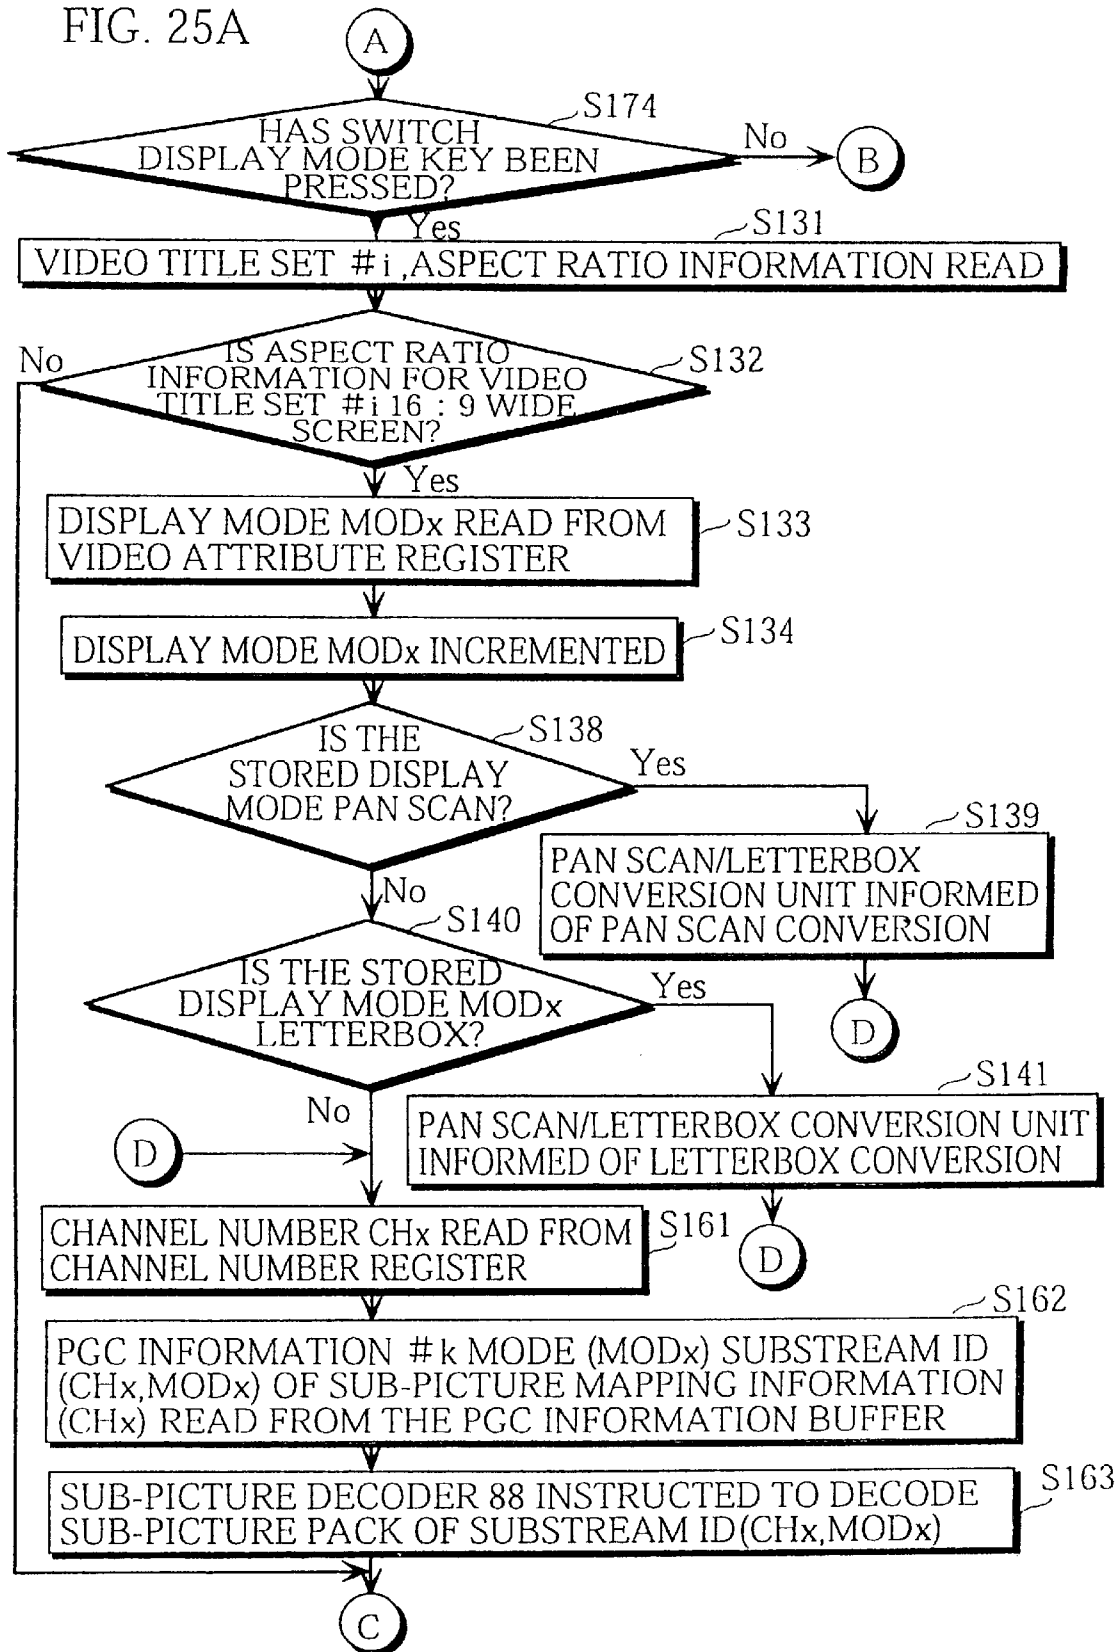 FIG. 25A
A
S174
HAS SWITCH
DISPLAY MODE KEY BEEN
PRESSED?
No
B
Yes
S131
VIDEO TITLE SET #i ,ASPECT RATIO INFORMATION READ
No
S132
IS ASPECT RATIO
INFORMATION FOR VIDEO
TITLE SET #i 16 : 9 WIDE
SCREEN?
Yes
DISPLAY MODE MODx READ FROM
VIDEO ATTRIBUTE REGISTER
S133
DISPLAY MODE MODx INCREMENTED
S134
S138
IS THE
STORED DISPLAY
MODE PAN SCAN?
Yes
S139
PAN SCAN/LETTERBOX
CONVERSION UNIT INFORMED
OF PAN SCAN CONVERSION
D
No
S140
IS THE STORED
DISPLAY MODE MODx
LETTERBOX?
Yes
S141
PAN SCAN/LETTERBOX CONVERSION UNIT
INFORMED OF LETTERBOX CONVERSION
D
No
D
CHANNEL NUMBER CHx READ FROM
CHANNEL NUMBER REGISTER
S161
S162
PGC INFORMATION #k MODE (MODx) SUBSTREAM ID
(CHx,MODx) OF SUB-PICTURE MAPPING INFORMATION
(CHx) READ FROM THE PGC INFORMATION BUFFER
S163
SUB-PICTURE DECODER 88 INSTRUCTED TO DECODE
SUB-PICTURE PACK OF SUBSTREAM ID(CHx,MODx)
C